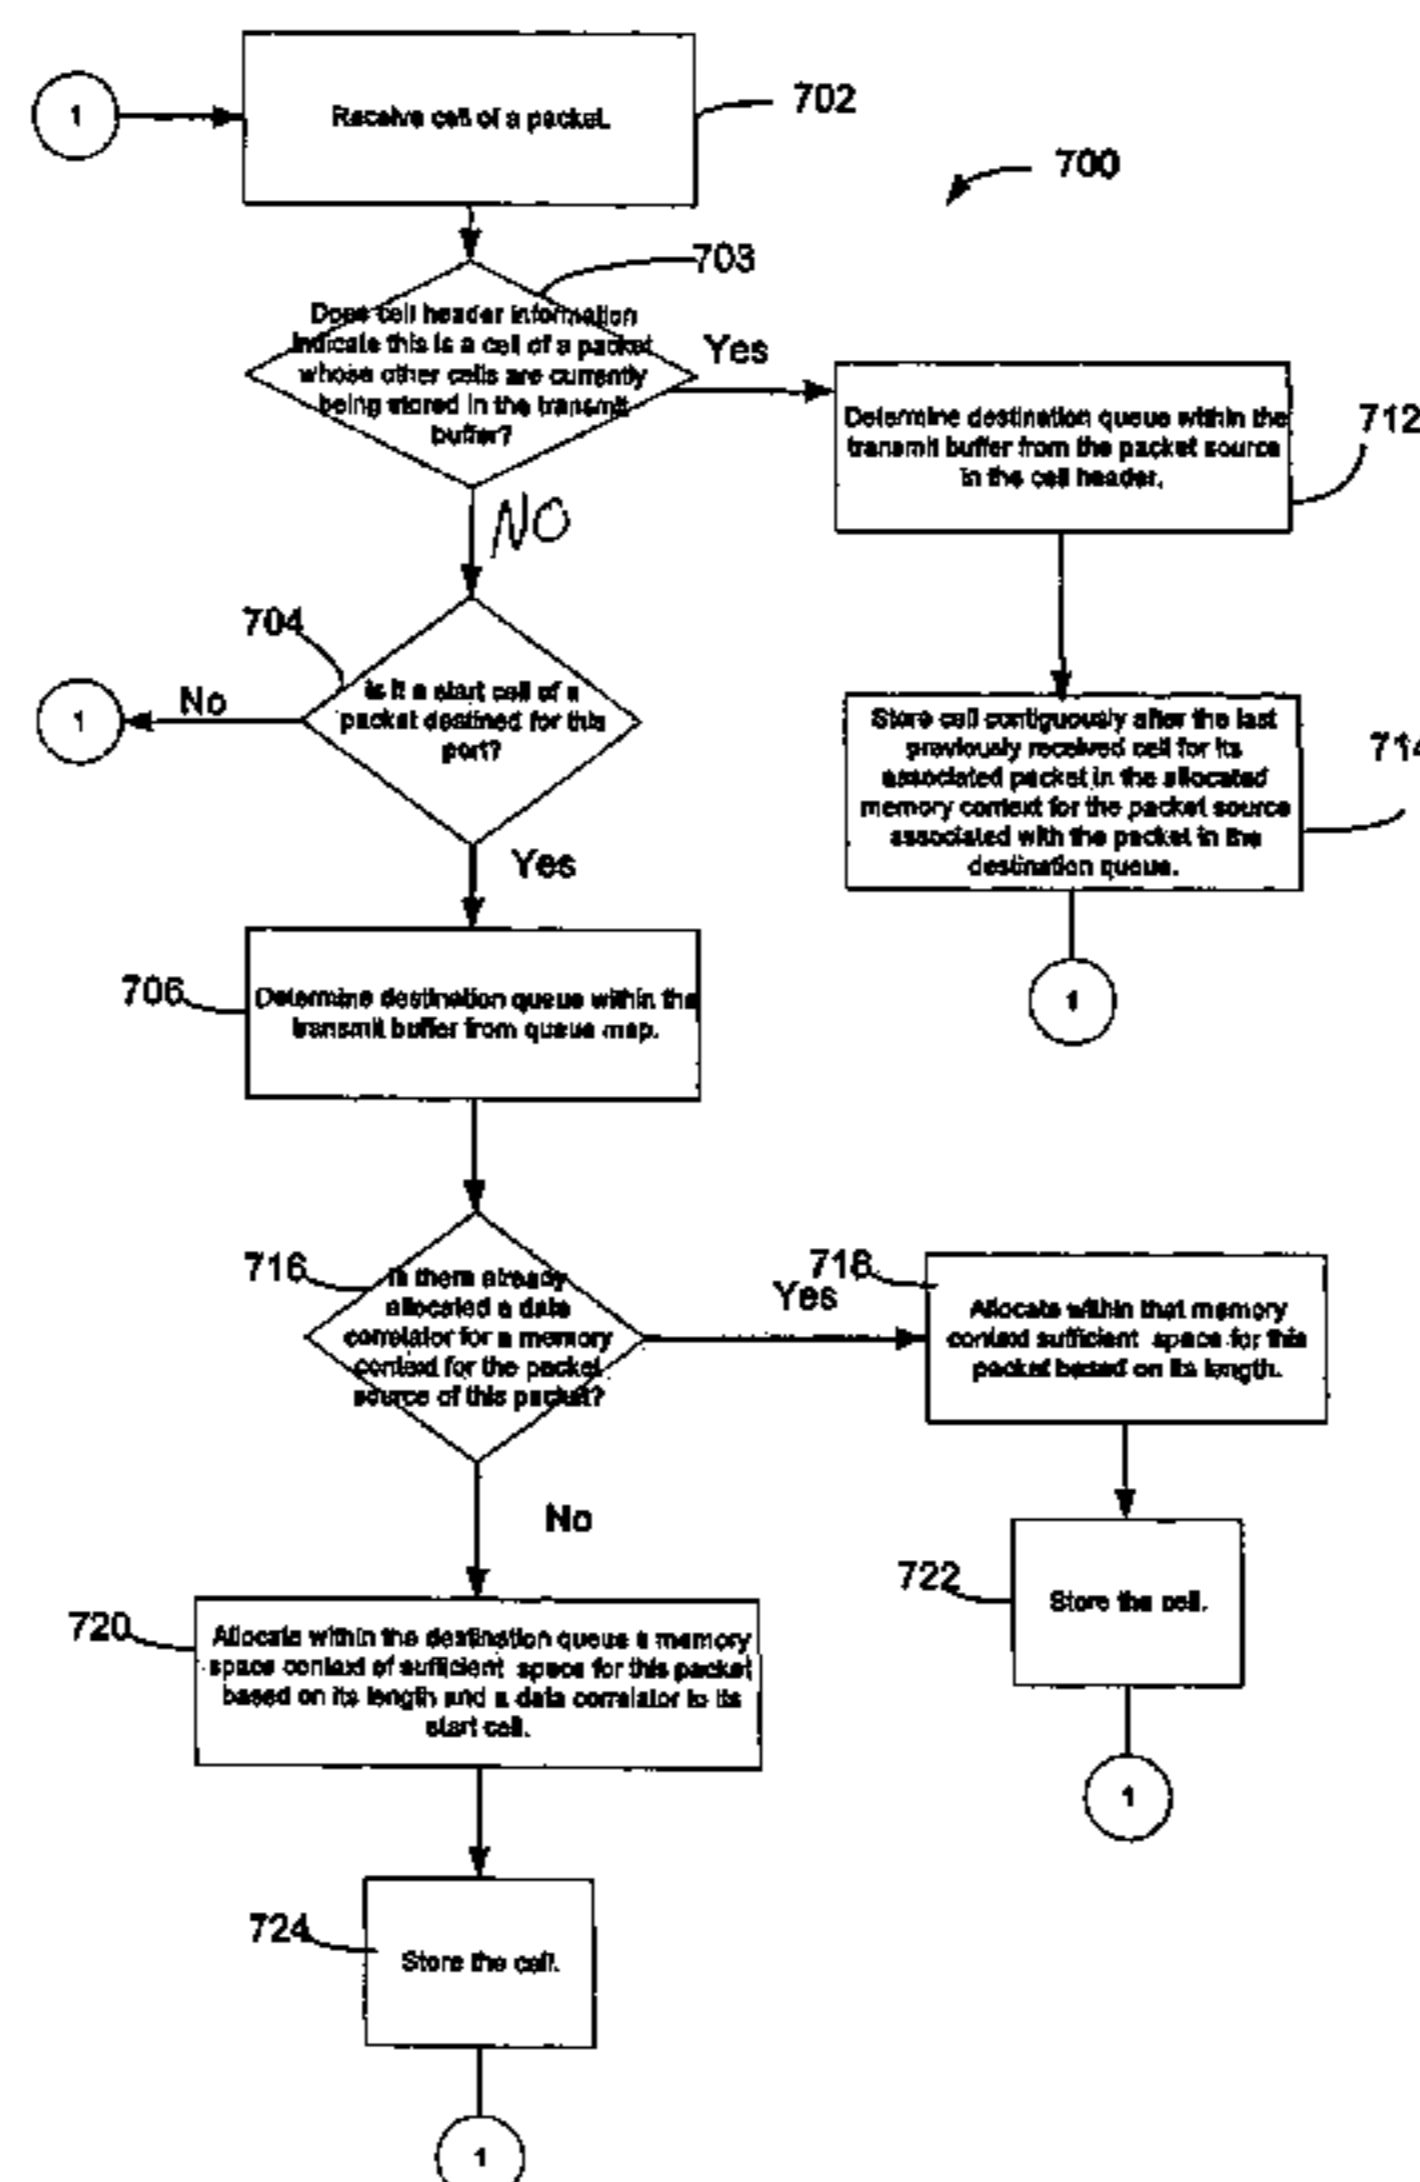 1
Receive cell of a packet.
702
700
703
Does cell header information
indicate this is a cell of a packet
whose other cells are currently
being stored in the transmit
buffer?
Yes
Determine destination queue within the
transmit buffer from the packet source
in the cell header.
712
NO
704
Is it a start cell of a
packet destined for this
port?
No
1
Store cell contiguously after the last
previously received cell for its
associated packet in the allocated
memory context for the packet source
associated with the packet in the
destination queue.
714
Yes
1
706
Determine destination queue within the
transmit buffer from queue map.
716
Is there already
allocated a data
correlator for a memory
context for the packet
source of this packet?
Yes
718
Allocate within that memory
context sufficient space for this
packet based on its length.
No
722
Store the cell.
720
Allocate within the destination queue a memory
space context of sufficient space for this packet
based on its length and a data correlator to its
start cell.
1
724
Store the cell.
1